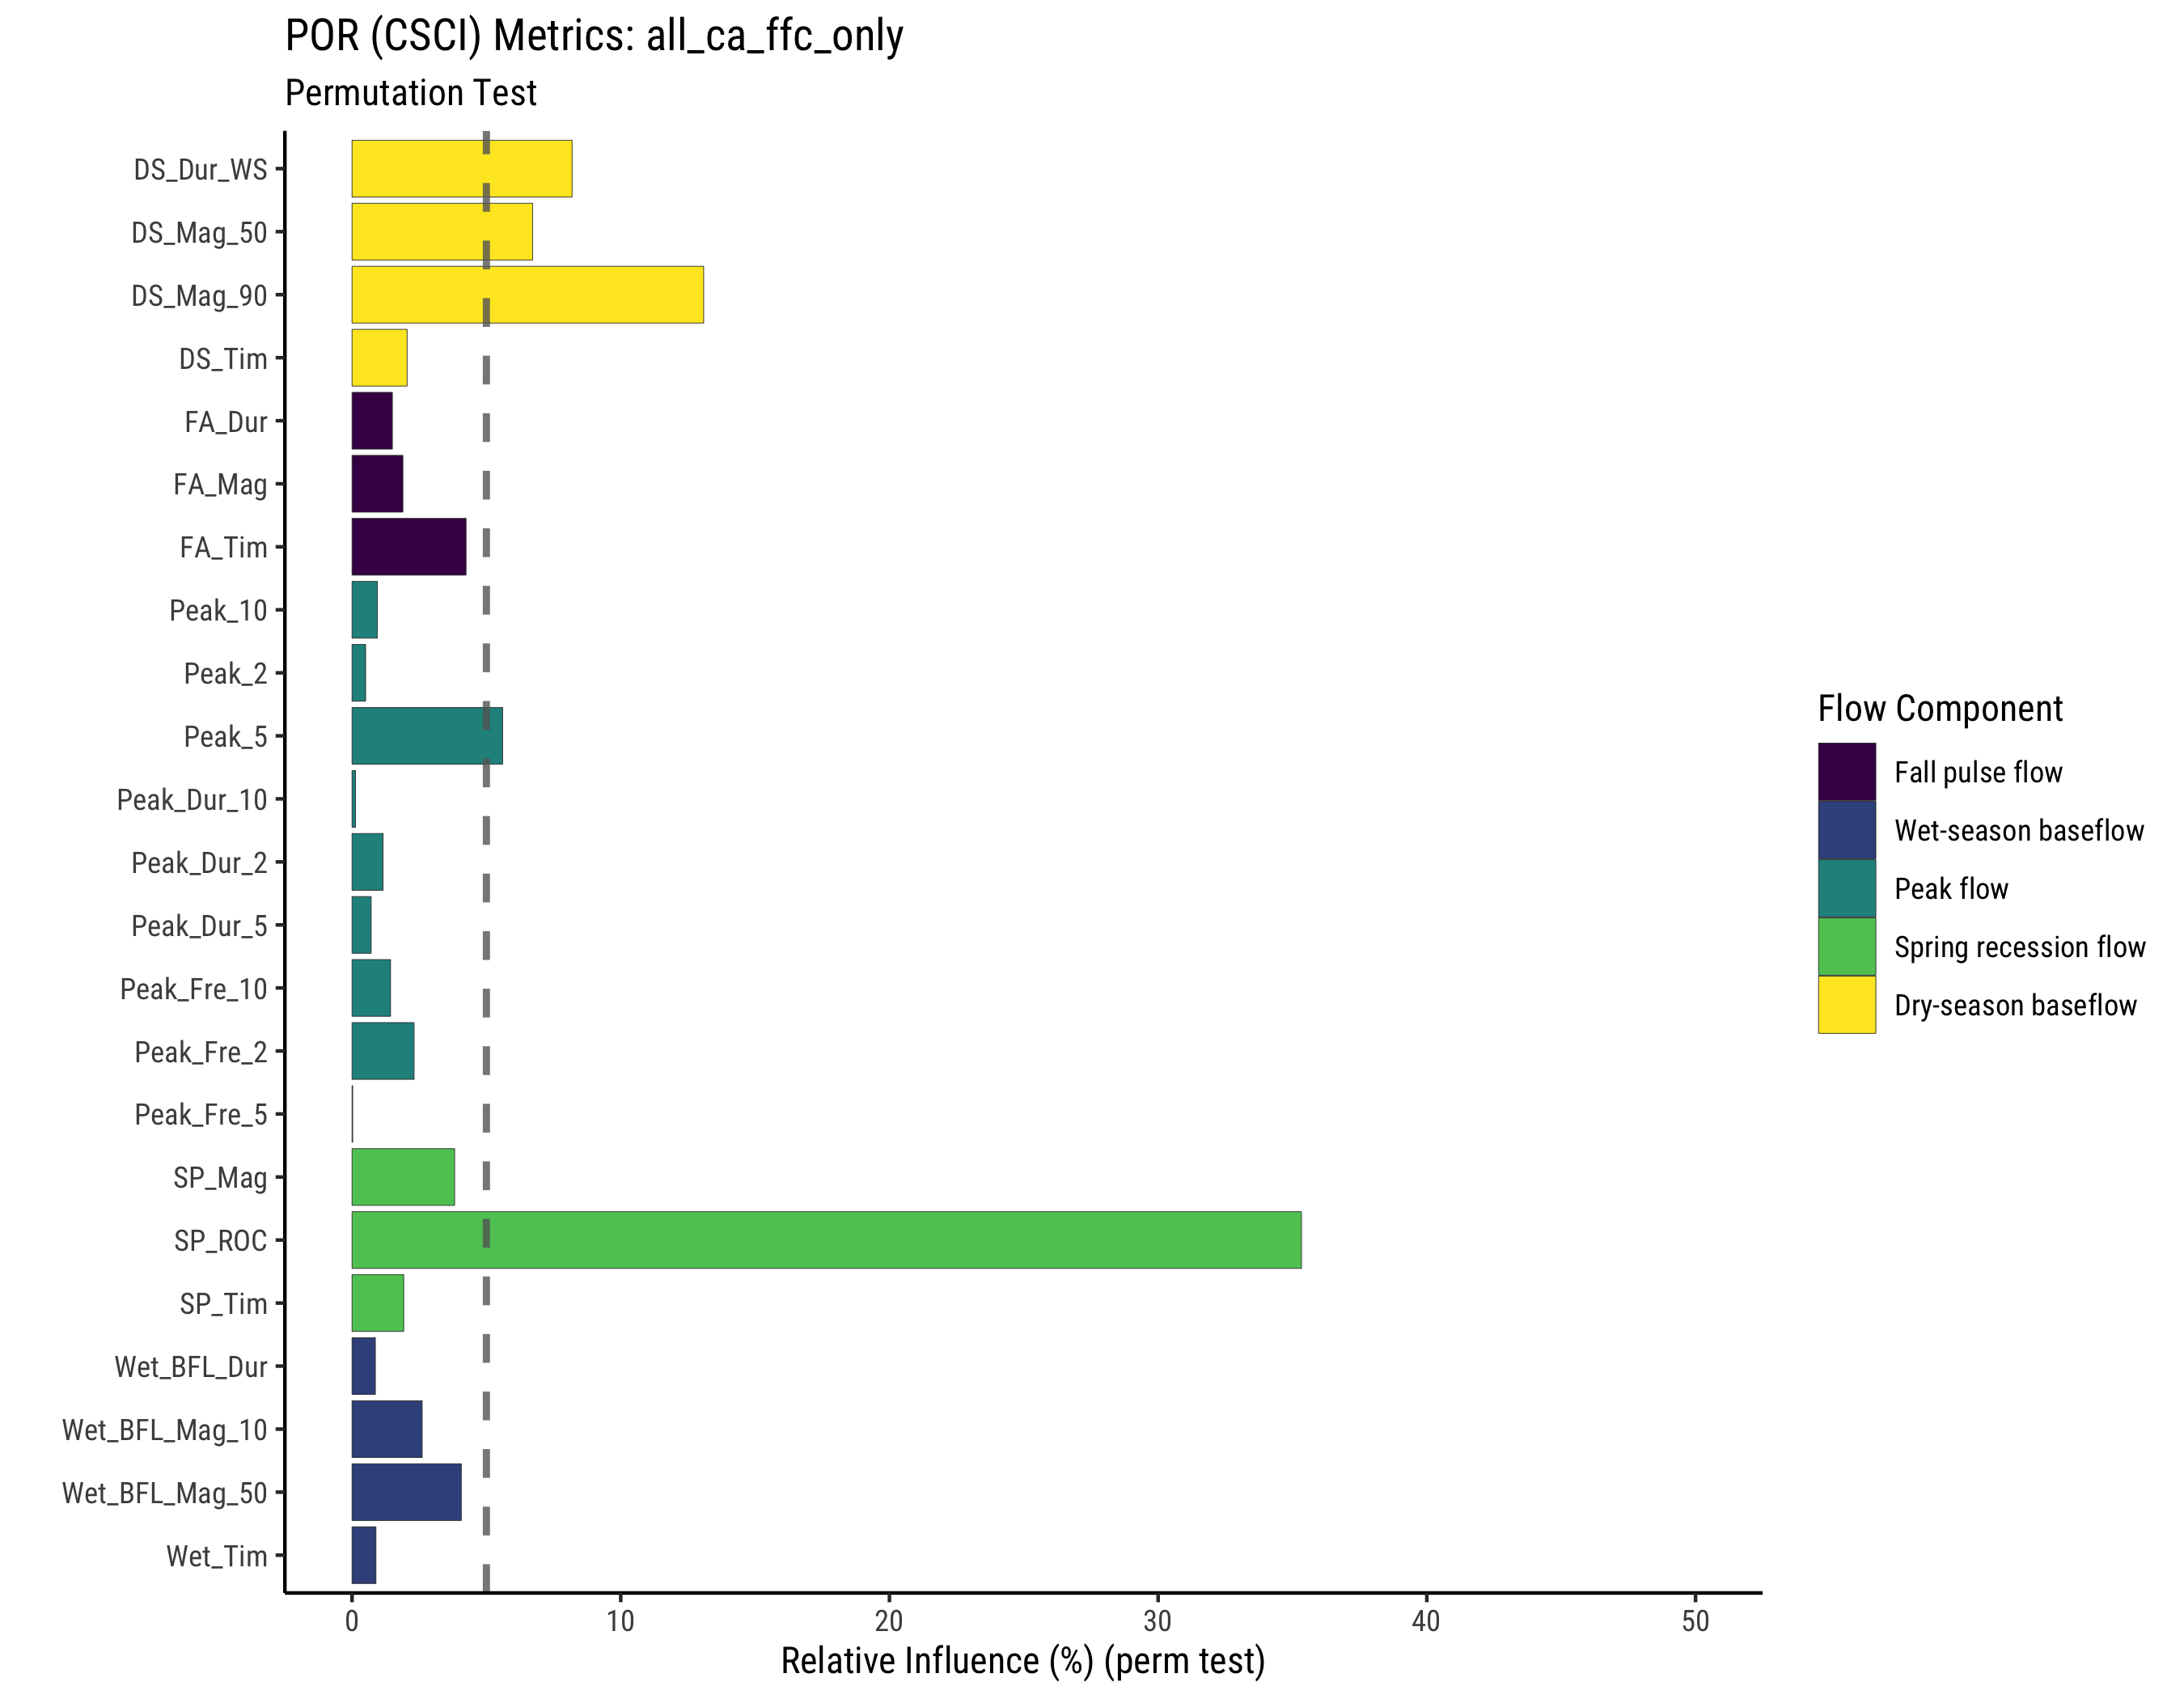 POR (CSCI) Metrics: all_ca_ffc_only
Permutation Test
DS_Dur_WS
DS_Mag_50
DS_Mag_90
DS_Tim
FA_Dur
FA_Mag
FA_Tim
Peak_10
Peak_2
Peak_5
Peak_Dur_10
Peak_Dur_2
Peak_Dur_5
Peak_Fre_10
Peak_Fre_2
Peak_Fre_5
SP_Mag
SP_ROC
SP_Tim
Wet_BFL_Dur
Wet_BFL_Mag_10
Wet_BFL_Mag_50
Wet_Tim
0 10 20 30 40 50
Relative Influence (%) (perm test)
Flow Component
Fall pulse flow
Wet-season baseflow
Peak flow
Spring recession flow
Dry-season baseflow